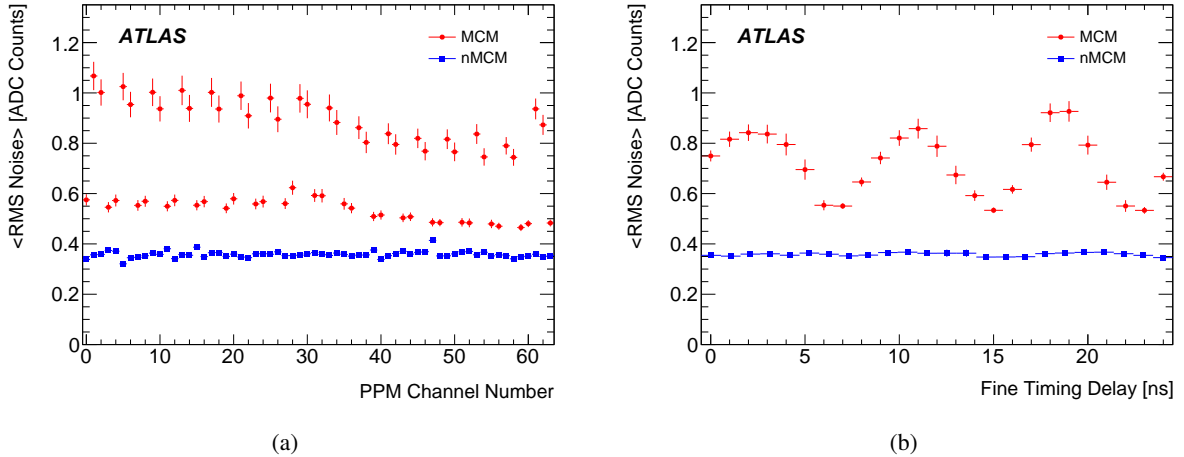 <RMS Noise> [ADC Counts]
ATLAS
MCM
nMCM
1.2
1
0.8
0.6
0.4
0.2
0
0 10 20 30 40 50 60
PPM Channel Number
(a)
<RMS Noise> [ADC Counts]
ATLAS
MCM
nMCM
1.2
1
0.8
0.6
0.4
0.2
0
0 5 10 15 20
Fine Timing Delay [ns]
(b)